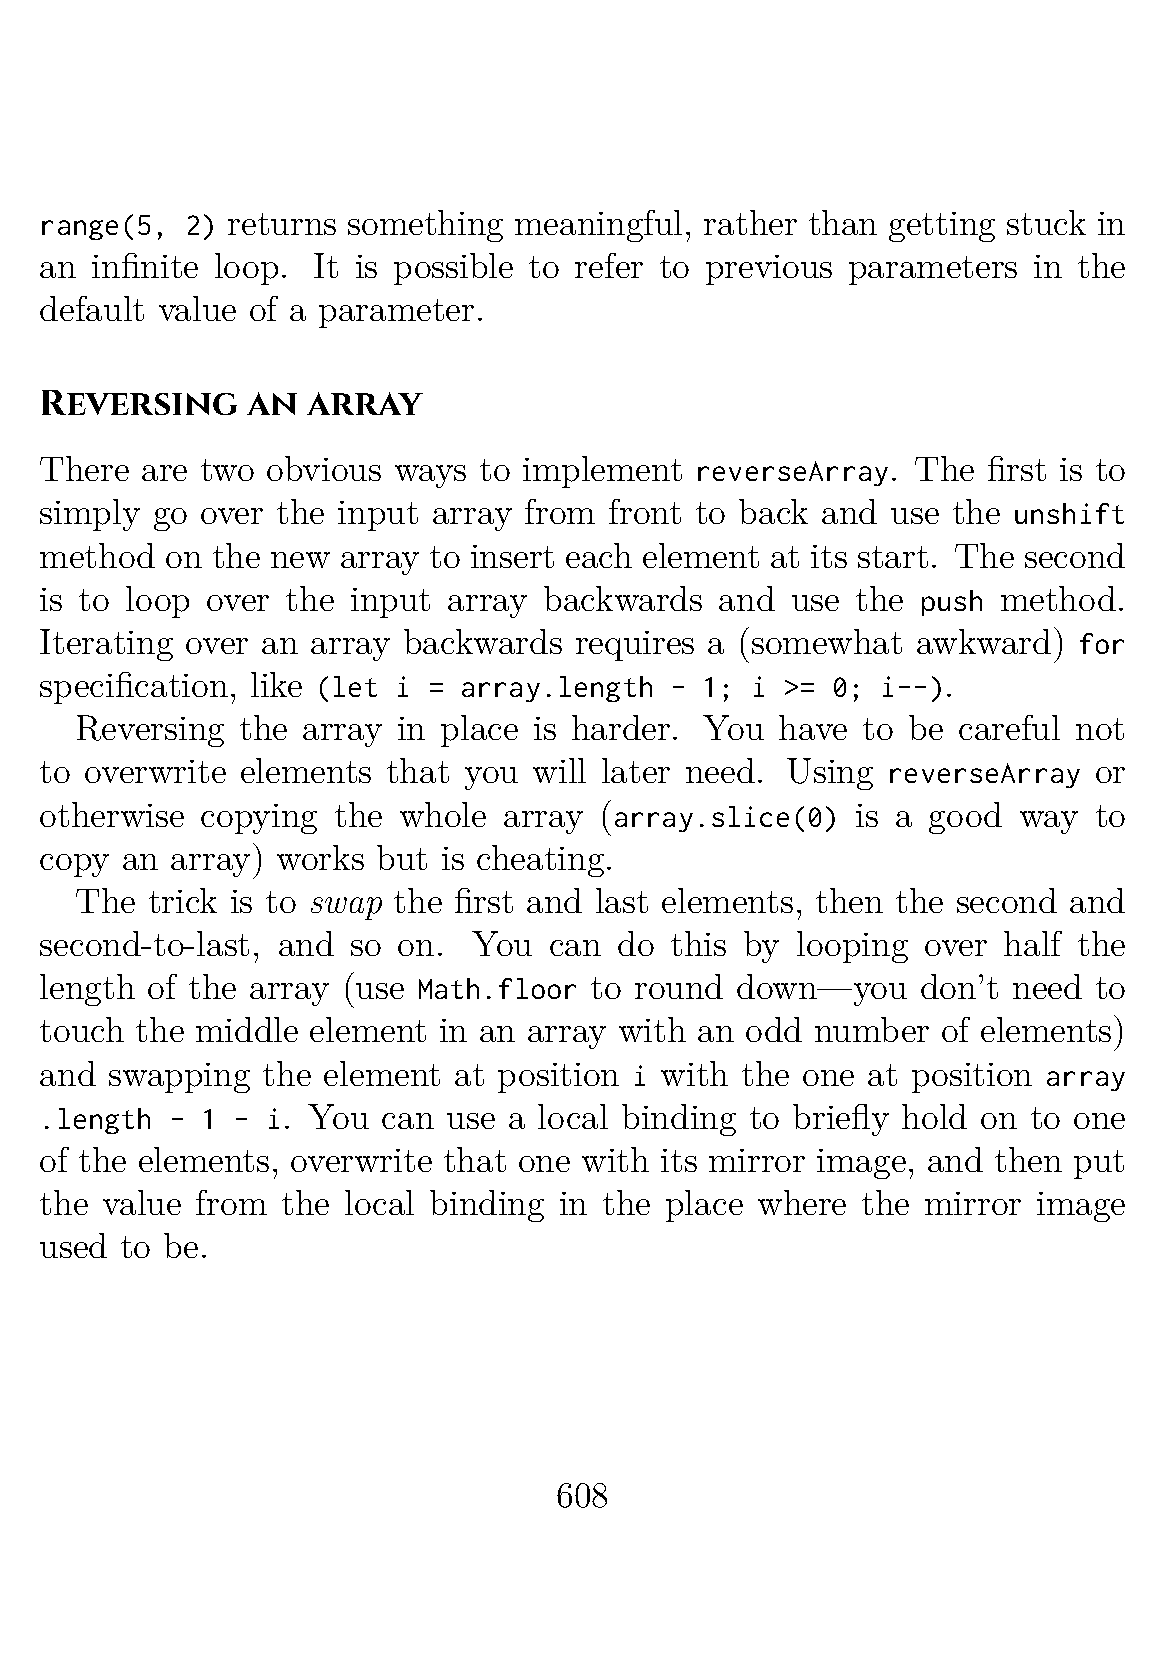 range(5, 2) returns something meaningful, rather than getting stuck in
an infinite loop. It is possible to refer to previous parameters in the
default value of a parameter.
Reversing an array
There are two obvious ways to implement reverseArray. The first is to
simply go over the input array from front to back and use the unshift
method on the new array to insert each element at its start. The second
is to loop over the input array backwards and use the push method.
Iterating over an array backwards requires a (somewhat awkward) for
specification, like (let i = array.length - 1; i >= 0; i--).
Reversing the array in place is harder. You have to be careful not
to overwrite elements that you will later need. Using reverseArray or
otherwise copying the whole array (array.slice(0) is a good way to
copy an array) works but is cheating.
The trick is to swap the first and last elements, then the second and
second-to-last, and so on. You can do this by looping over half the
length of the array (use Math.floor to round down—you don't need to
touch the middle element in an array with an odd number of elements)
and swapping the element at position i with the one at position array
.length - 1 - i. You can use a local binding to briefly hold on to one
of the elements, overwrite that one with its mirror image, and then put
the value from the local binding in the place where the mirror image
used to be.
608